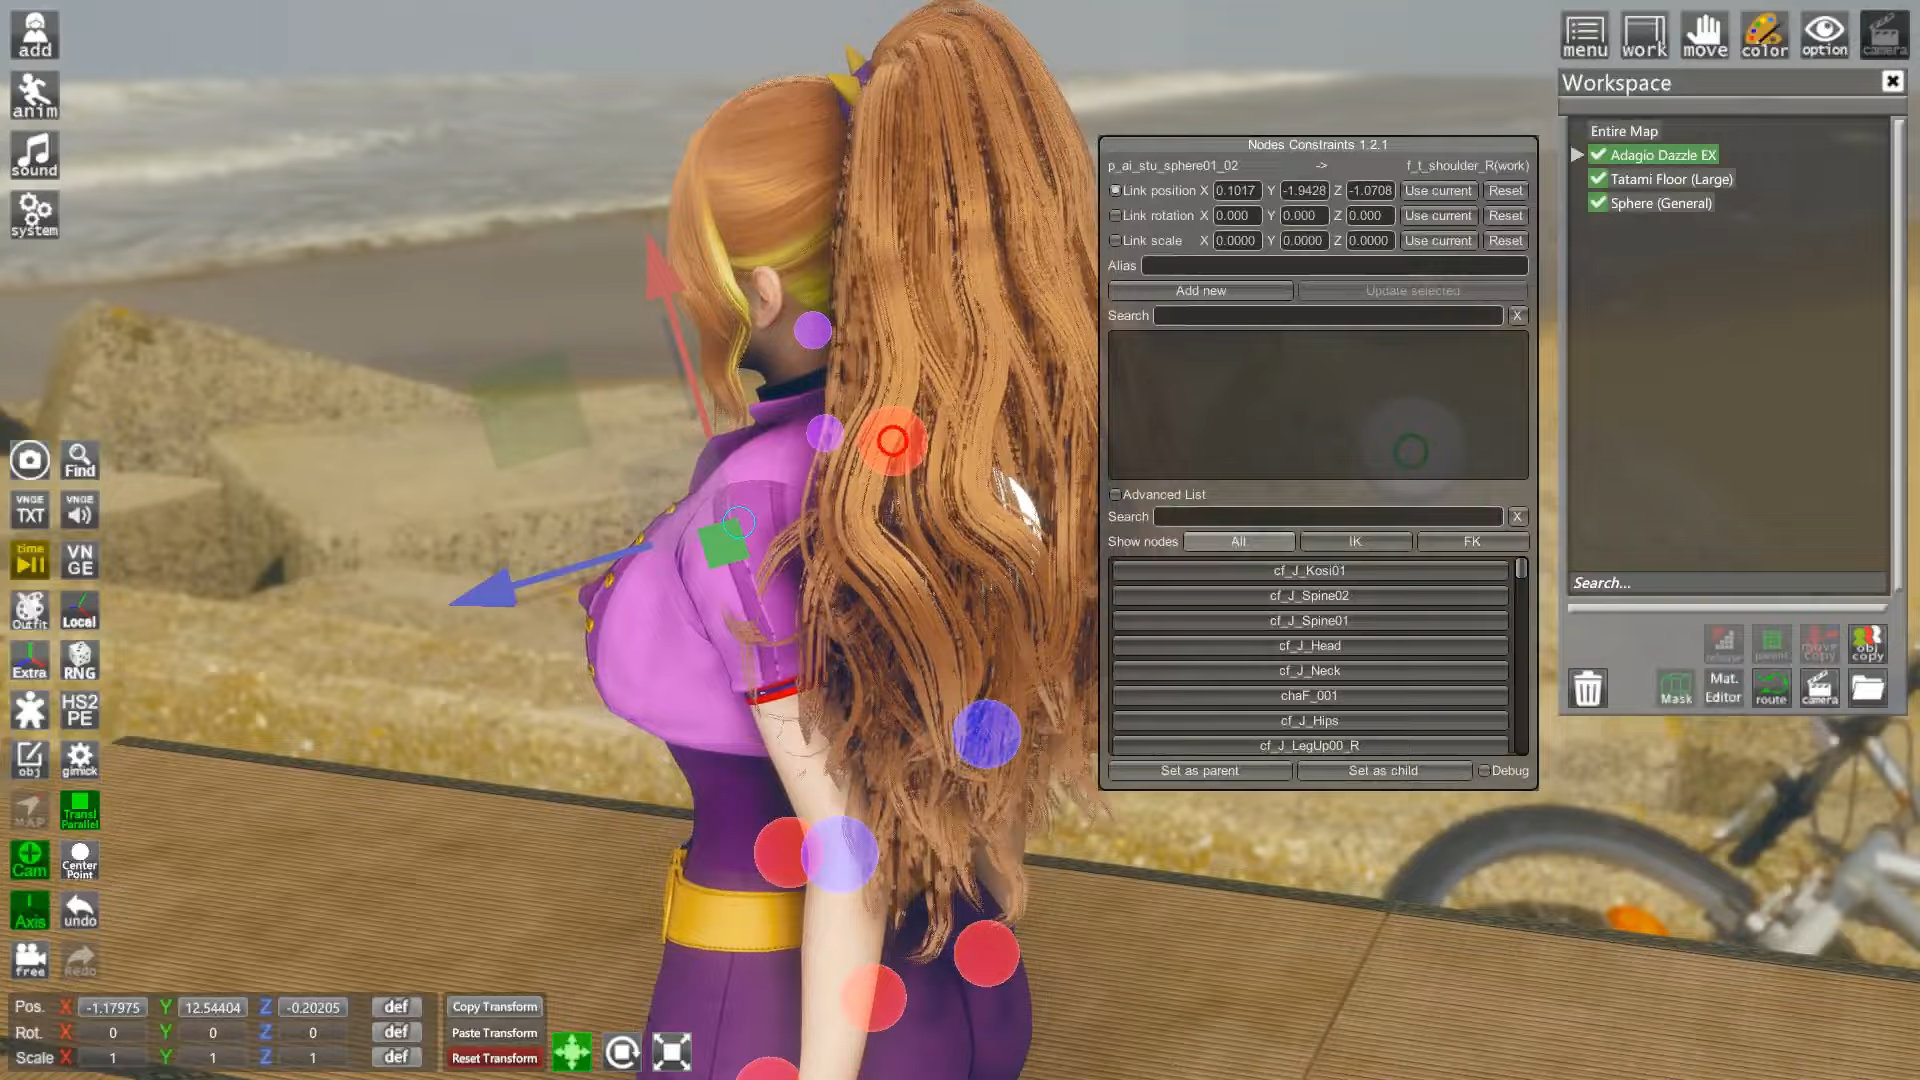 add
anim
sound
system
Find
VNGE
TXT
VNGE
time
VN
GE
Outfit
Local
Extra
RNG
HS2
PE
obj
gimick
MAP
Transl
Parallel
Cam
Center
Point
Axis
undo
free
Redo
Pos. X -1.17975 Y 12.54404 Z -0.20205 def
Rot. X 0 Y 0 Z 0 def
Scale X 1 Y 1 Z 1 def
Copy Transform
Paste Transform
Reset Transform
Nodes Constraints 1.2.1
p_ai_stu_sphere01_02 -> f_t_shoulder_R(work)
Link position X 0.1017 Y -1.9428 Z -1.0708 Use current Reset
Link rotation X 0.000 Y 0.000 Z 0.000 Use current Reset
Link scale X 0.0000 Y 0.0000 Z 0.0000 Use current Reset
Alias
Add new Update selected
Search X
Advanced List
Search X
Show nodes All IK FK
cf_J_Kosi01
cf_J_Spine02
cf_J_Spine01
cf_J_Head
cf_J_Neck
chaF_001
cf_J_Hips
cf_J_LegUp00_R
Set as parent Set as child Debug
menu work move color option camera
Workspace
Entire Map
Adagio Dazzle EX
Tatami Floor (Large)
Sphere (General)
Search...
parent
move
copy
obj
copy
Mask
Mat.
Editor
route
camera